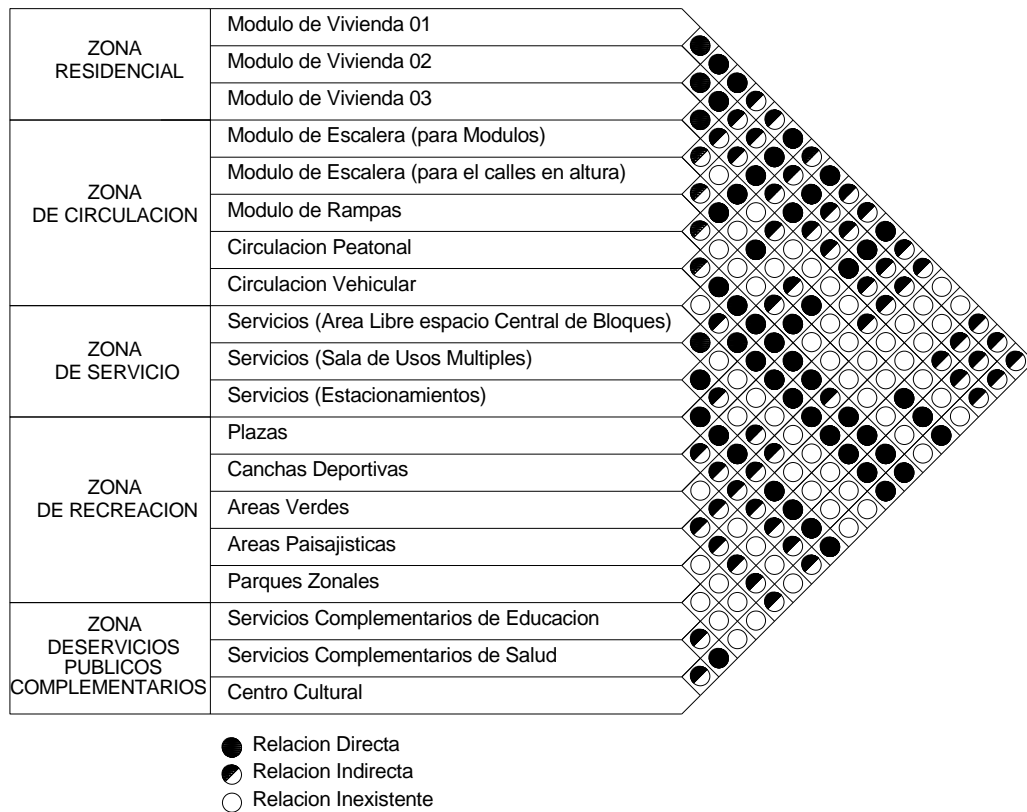 ZONA
RESIDENCIAL
Modulo de Vivienda 01
Modulo de Vivienda 02
Modulo de Vivienda 03
ZONA
DE CIRCULACION
Modulo de Escalera (para Modulos)
Modulo de Escalera (para el calles en altura)
Modulo de Rampas
Circulacion Peatonal
Circulacion Vehicular
ZONA
DE SERVICIO
Servicios (Area Libre espacio Central de Bloques)
Servicios (Sala de Usos Multiples)
Servicios (Estacionamientos)
ZONA
DE RECREACION
Plazas
Canchas Deportivas
Areas Verdes
Areas Paisajisticas
Parques Zonales
ZONA
DESERVICIOS
PUBLICOS
COMPLEMENTARIOS
Servicios Complementarios de Educacion
Servicios Complementarios de Salud
Centro Cultural
Relacion Directa
Relacion Indirecta
Relacion Inexistente